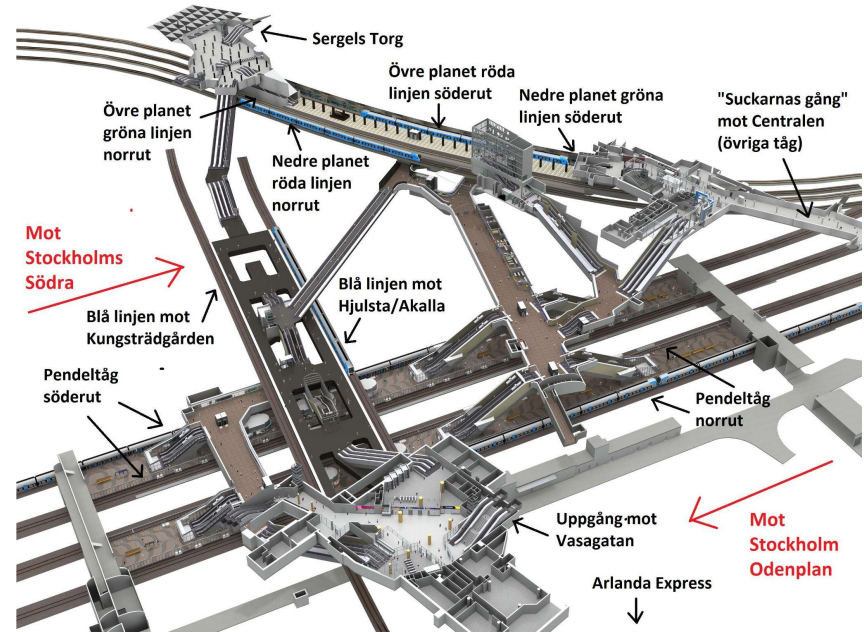 Sergels Torg
Övre planet röda
linjen söderut
Nedre planet gröna
linjen söderut
"Suckarnas gång"
mot Centralen
(övriga tåg)
Övre planet
gröna linjen
norrut
Nedre planet
röda linjen
norrut
Mot
Stockholms
Södra
Blå linjen mot
Kungsträdgården
Blå linjen mot
Hjulsta/Akalla
Pendeltåg
söderut
Pendeltåg
norrut
Uppgång mot
Vasagatan
Mot
Stockholm
Odenplan
Arlanda Express